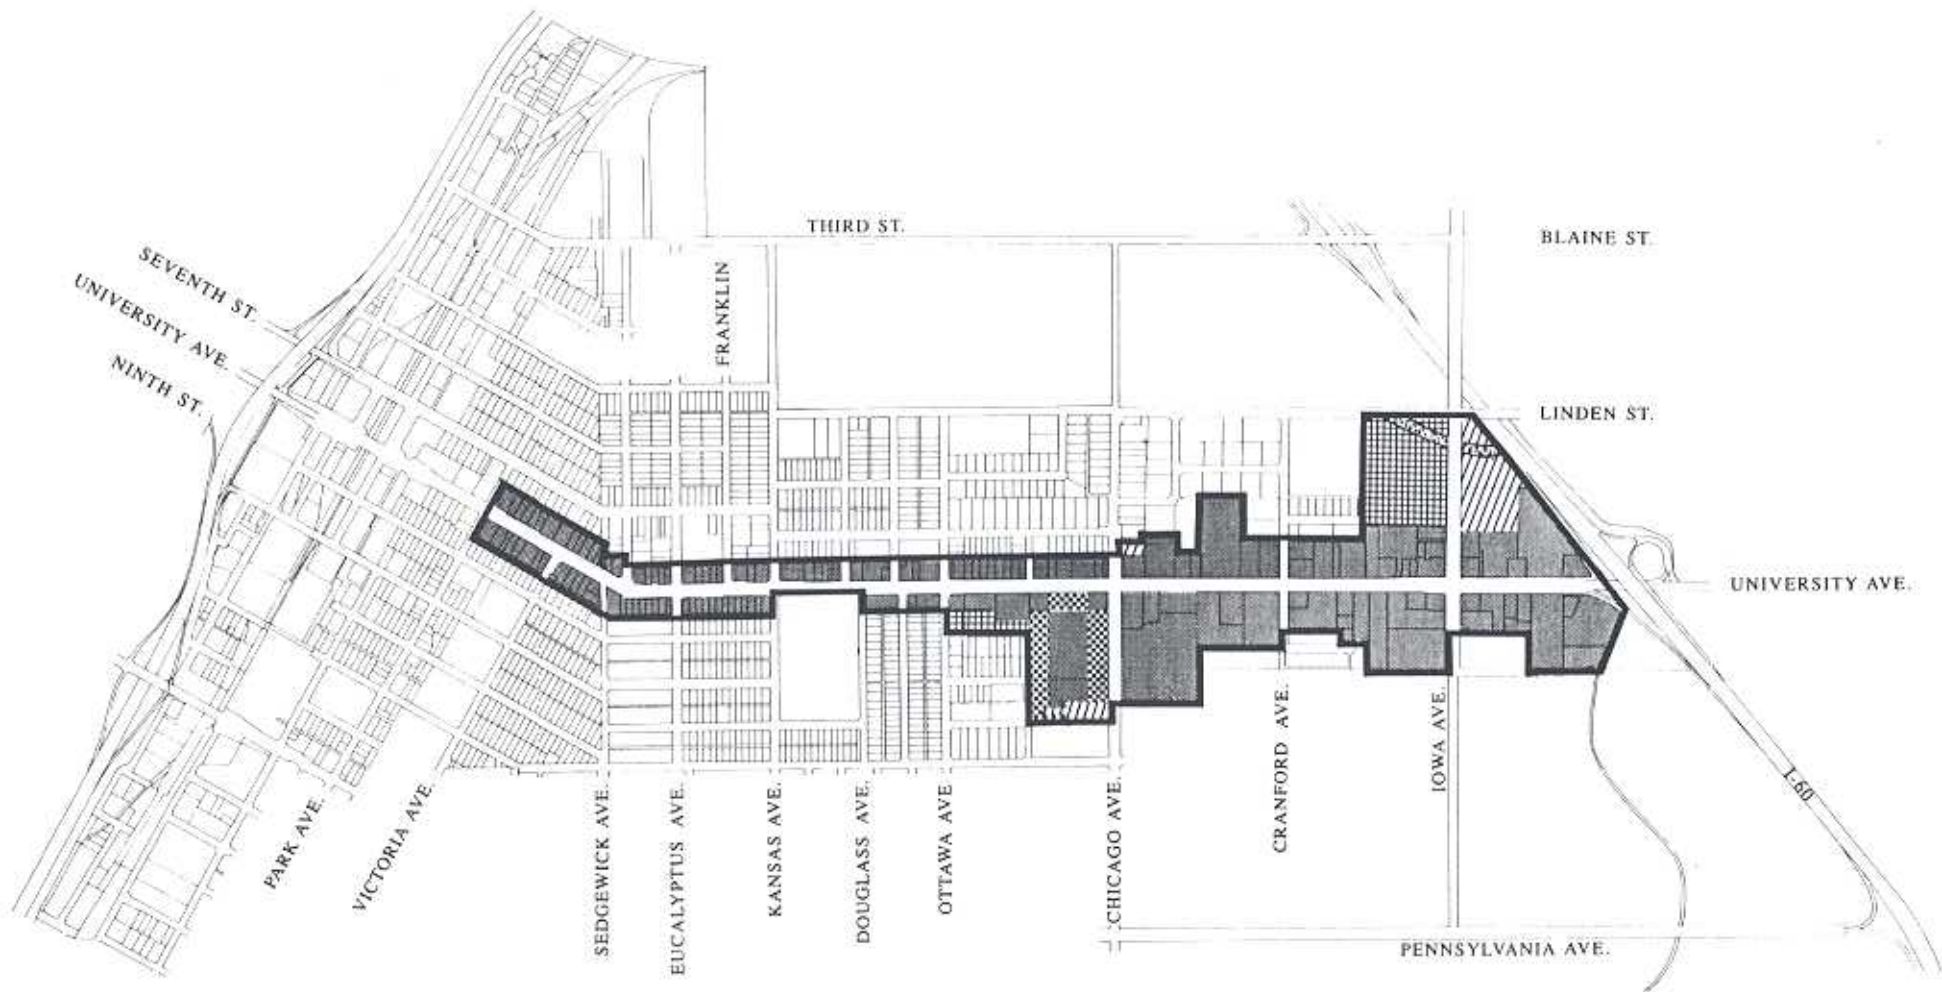 THIRD ST.
BLAINE ST.
SEVENTH ST.
UNIVERSITY AVE.
NINTH ST.
FRANKLIN
LINDEN ST.
UNIVERSITY AVE.
PARK AVE.
VICTORIA AVE.
SEDGEWICK AVE.
EUCALYPTUS AVE.
KANSAS AVE.
DOUGLASS AVE.
OTTAWA AVE
CHICAGO AVE.
CRANFORD AVE.
IOWA AVE.
I-60
PENNSYLVANIA AVE.